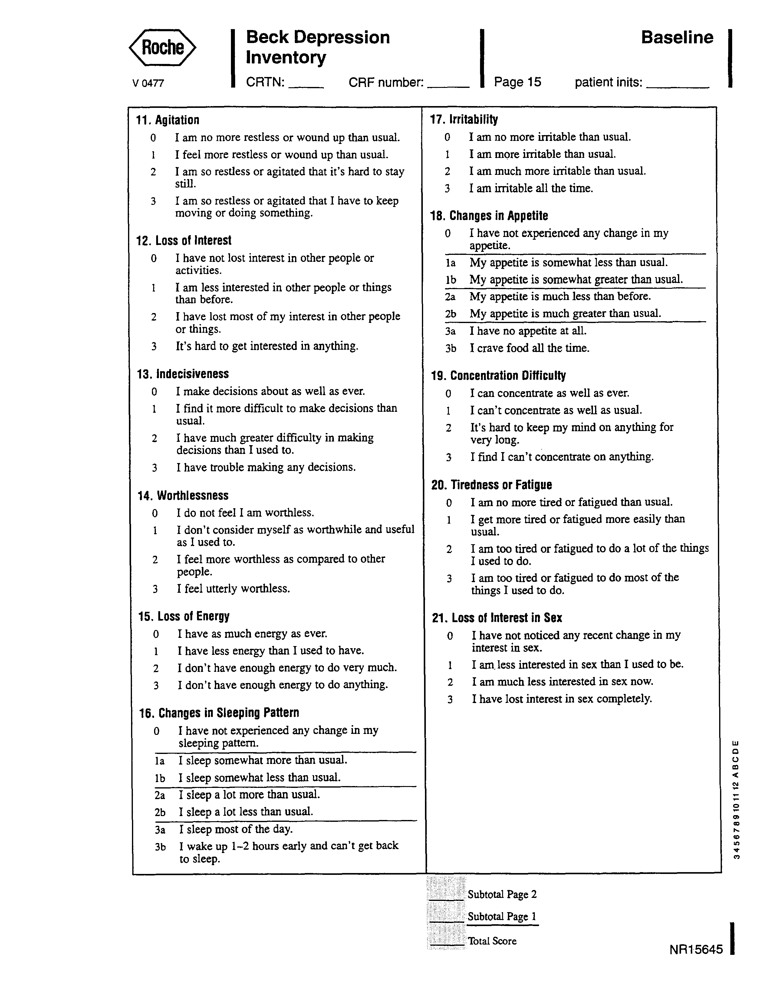 Roche
V 0477
Beck Depression
Inventory
CRTN: _____ CRF number: _____
Baseline
Page 15 patient inits: _____
11. Agitation
0 I am no more restless or wound up than usual.
1 I feel more restless or wound up than usual.
2 I am so restless or agitated that it's hard to stay
still.
3 I am so restless or agitated that I have to keep
moving or doing something.
12. Loss of Interest
0 I have not lost interest in other people or
activities.
1 I am less interested in other people or things
than before.
2 I have lost most of my interest in other people
or things.
3 It's hard to get interested in anything.
13. Indecisiveness
0 I make decisions about as well as ever.
1 I find it more difficult to make decisions than
usual.
2 I have much greater difficulty in making
decisions than I used to.
3 I have trouble making any decisions.
14. Worthlessness
0 I do not feel I am worthless.
1 I don't consider myself as worthwhile and useful
as I used to.
2 I feel more worthless as compared to other
people.
3 I feel utterly worthless.
15. Loss of Energy
0 I have as much energy as ever.
1 I have less energy than I used to have.
2 I don't have enough energy to do very much.
3 I don't have enough energy to do anything.
16. Changes in Sleeping Pattern
0 I have not experienced any change in my
sleeping pattern.
1a I sleep somewhat more than usual.
1b I sleep somewhat less than usual.
2a I sleep a lot more than usual.
2b I sleep a lot less than usual.
3a I sleep most of the day.
3b I wake up 1–2 hours early and can't get back
to sleep.
17. Irritability
0 I am no more irritable than usual.
1 I am more irritable than usual.
2 I am much more irritable than usual.
3 I am irritable all the time.
18. Changes in Appetite
0 I have not experienced any change in my
appetite.
1a My appetite is somewhat less than usual.
1b My appetite is somewhat greater than usual.
2a My appetite is much less than before.
2b My appetite is much greater than usual.
3a I have no appetite at all.
3b I crave food all the time.
19. Concentration Difficulty
0 I can concentrate as well as ever.
1 I can't concentrate as well as usual.
2 It's hard to keep my mind on anything for
very long.
3 I find I can't concentrate on anything.
20. Tiredness or Fatigue
0 I am no more tired or fatigued than usual.
1 I get more tired or fatigued more easily than
usual.
2 I am too tired or fatigued to do a lot of the things
I used to do.
3 I am too tired or fatigued to do most of the
things I used to do.
21. Loss of Interest in Sex
0 I have not noticed any recent change in my
interest in sex.
1 I am less interested in sex than I used to be.
2 I am much less interested in sex now.
3 I have lost interest in sex completely.
3 4 5 6 7 8 9 10 11 12 A B C D E
_____ Subtotal Page 2
_____ Subtotal Page 1
_____ Total Score
NR15645